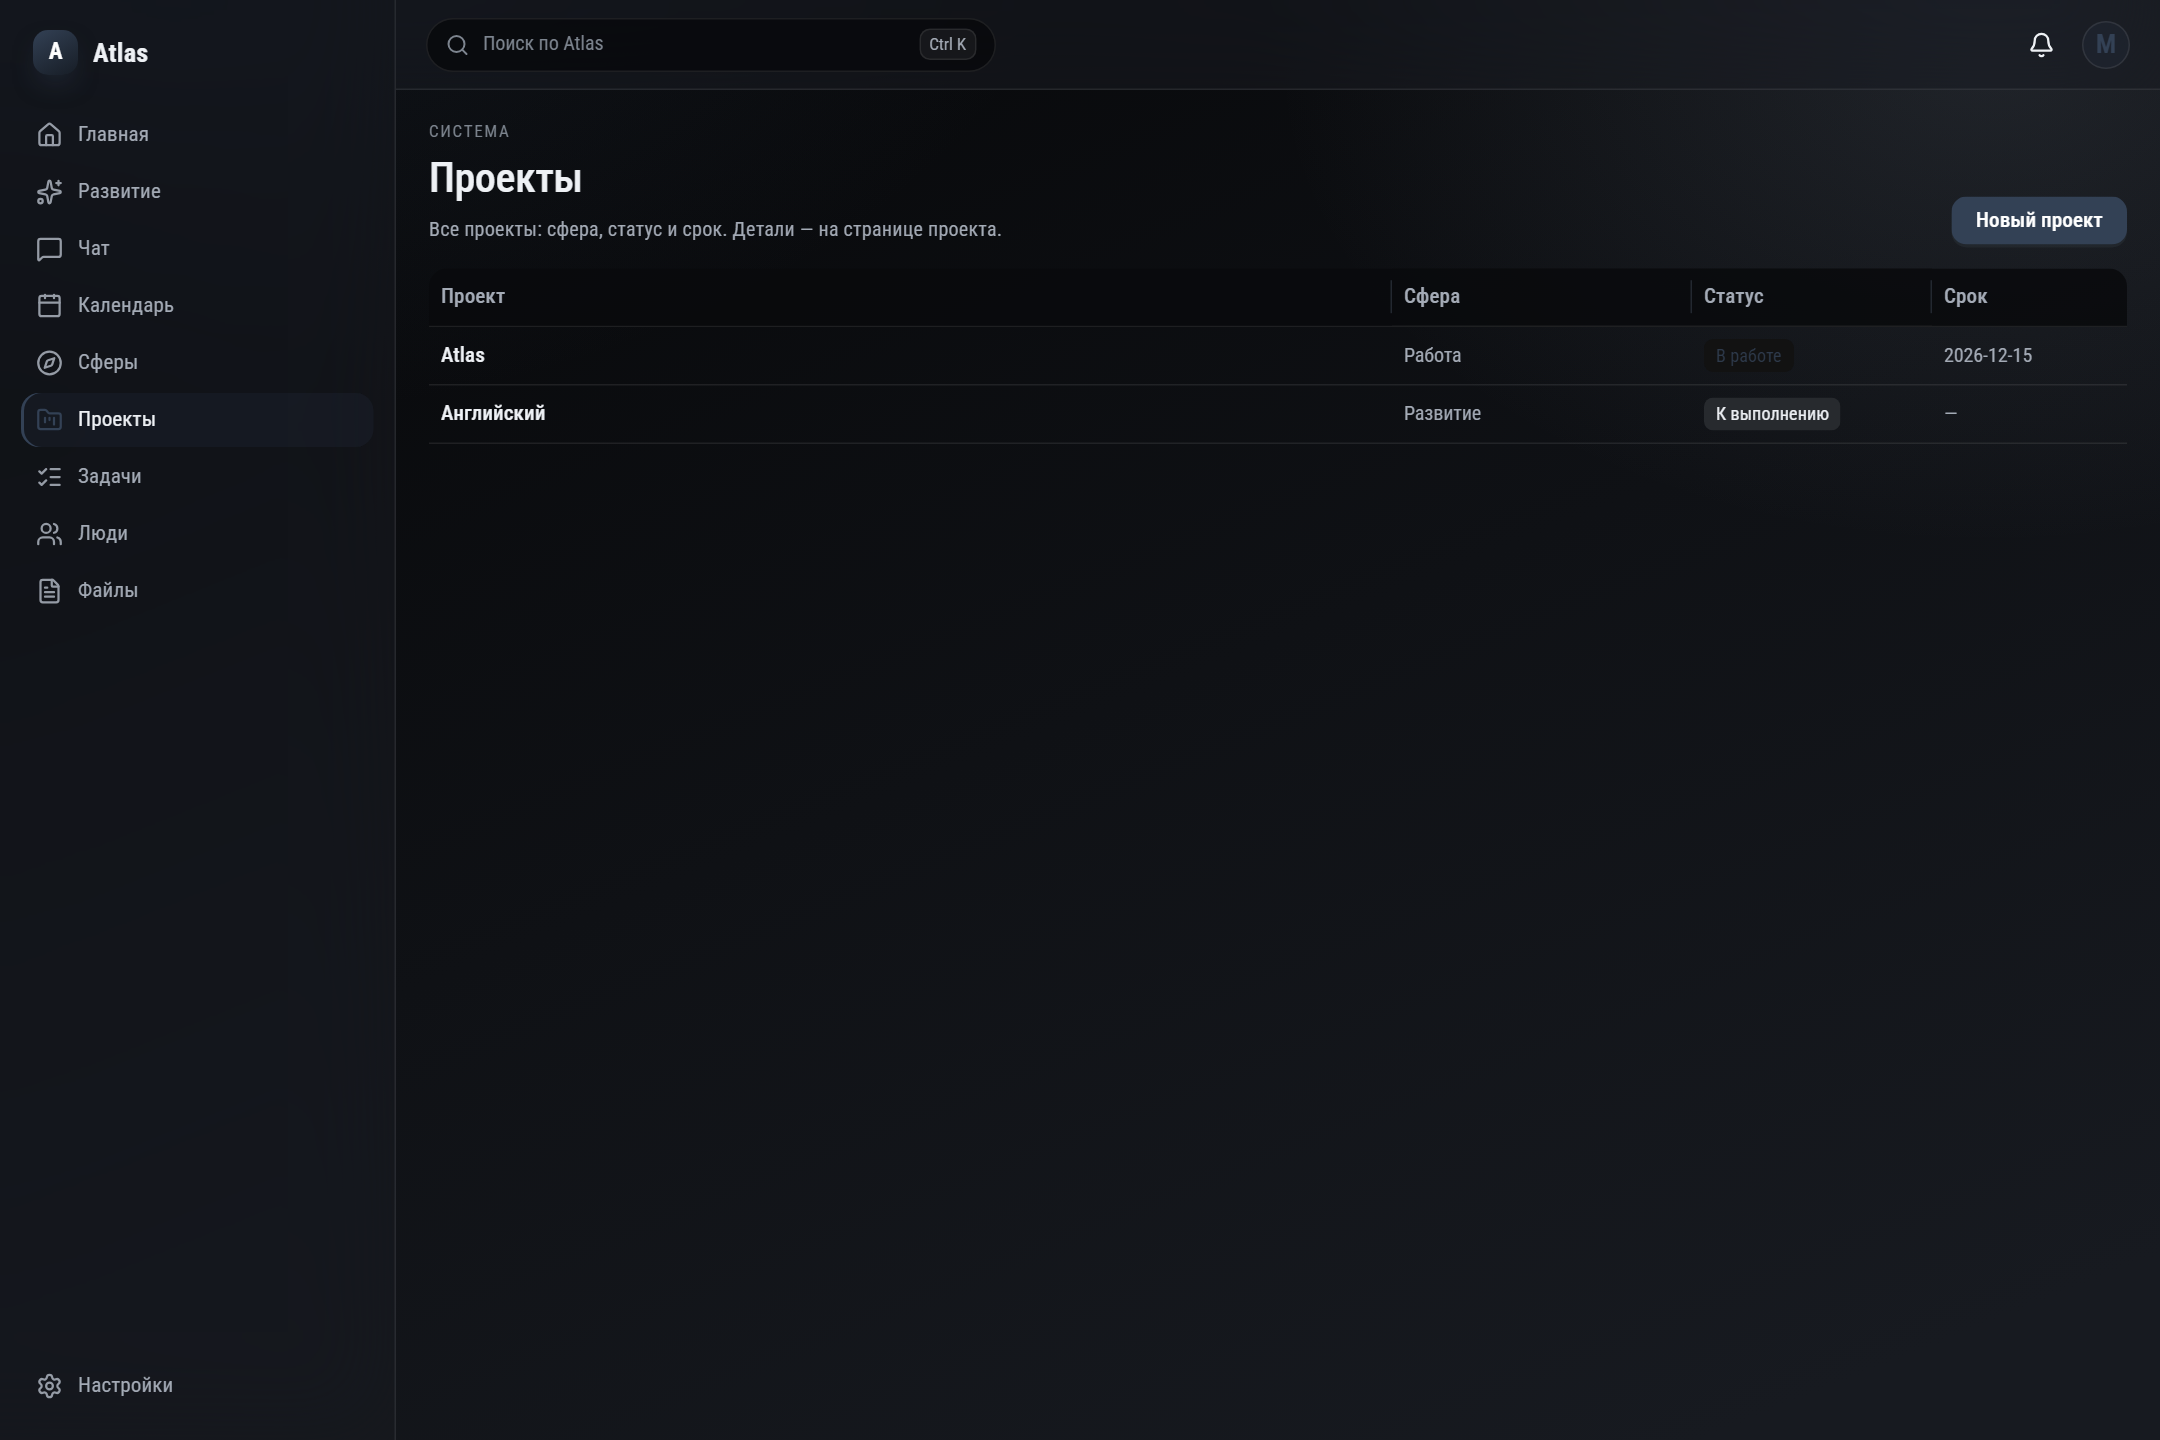 A Atlas
Поиск по Atlas Ctrl K
M
Главная
Развитие
Чат
Календарь
Сферы
Проекты
Задачи
Люди
Файлы
Настройки
СИСТЕМА
Проекты
Все проекты: сфера, статус и срок. Детали — на странице проекта.
Новый проект
Проект Сфера Статус Срок
Atlas Работа В работе 2026-12-15
Английский Развитие К выполнению —